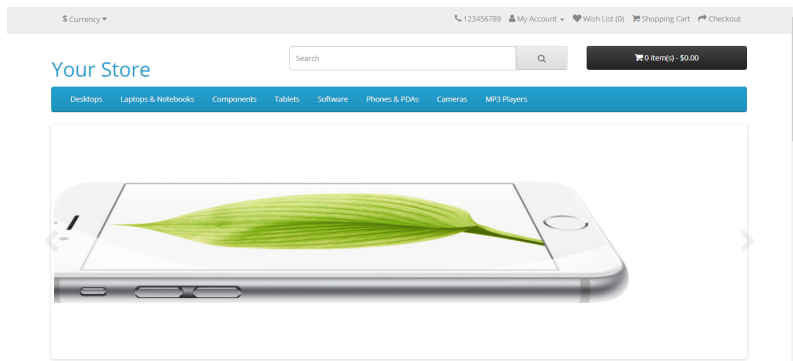 $ Currency 123456789 My Account Wish List (0) Shopping Cart Checkout
Your Store
Search
0 item(s) - $0.00
Desktops Laptops & Notebooks Components Tablets Software Phones & PDAs Cameras MP3 Players